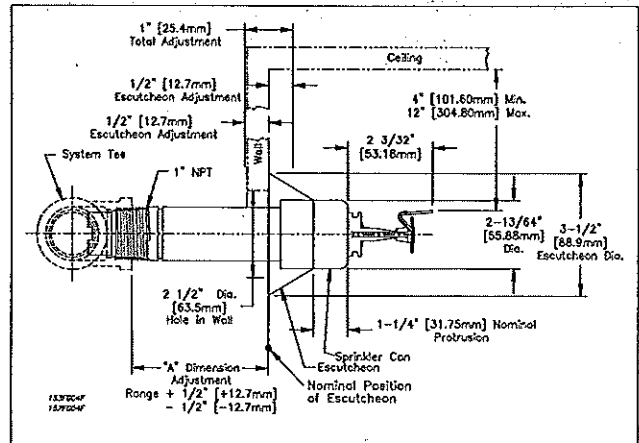 1" [25.4mm]
Total Adjustment
Ceiling
1/2" [12.7mm]
Escutcheon Adjustment
4" [101.60mm] Min.
12" [304.80mm] Max.
1/2" [12.7mm]
Escutcheon Adjustment
2 3/32"
[53.18mm]
System Tee
1" NPT
Wall
2-13/64"
[55.88mm]
Dia.
3-1/2"
[88.9mm]
Escutcheon Dia.
2 1/2" Dia.
[63.5mm]
Hole in Wall
1-1/4" [31.75mm] Nominal
Protrusion
Sprinkler Can
Escutcheon
"A" Dimension
Adjustment
Range + 1/2" [+12.7mm]
- 1/2" [-12.7mm]
Nominal Position
of Escutcheon